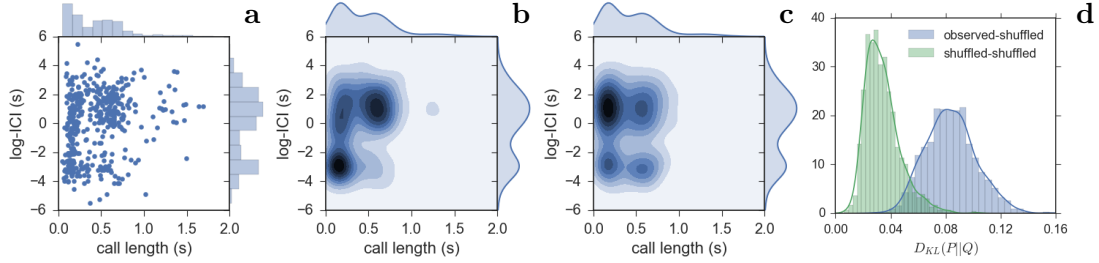 a
b
c
d
6
4
2
0
−2
−4
−6
log-ICI (s)
0.0 0.5 1.0 1.5 2.0
call length (s)
6
4
2
0
−2
−4
−6
log-ICI (s)
0.0 0.5 1.0 1.5 2.0
call length (s)
6
4
2
0
−2
−4
−6
log-ICI (s)
0.0 0.5 1.0 1.5 2.0
call length (s)
40
30
20
10
0
observed-shuffled
shuffled-shuffled
0.00 0.04 0.08 0.12 0.16
D_{KL}(P||Q)